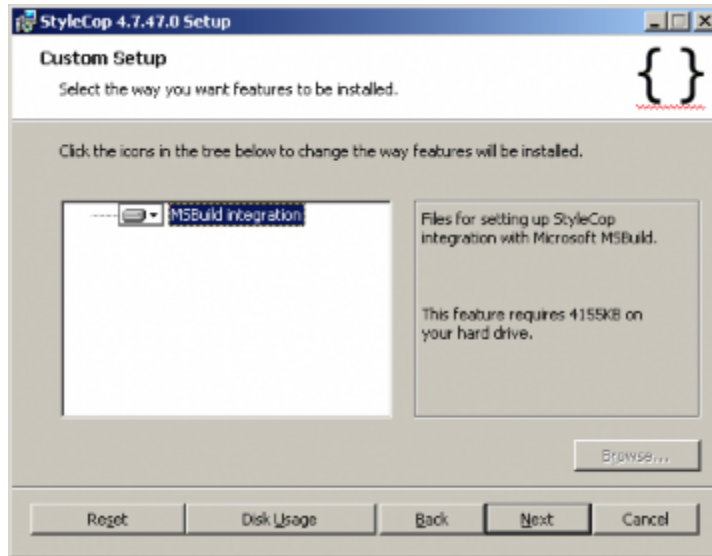 StyleCop 4.7.47.0 Setup
Custom Setup
Select the way you want features to be installed.
{ }
Click the icons in the tree below to change the way features will be installed.
MSBuild integration
Files for setting up StyleCop
integration with Microsoft MSBuild.
This feature requires 4155KB on
your hard drive.
Browse...
Reset
Disk Usage
Back
Next
Cancel